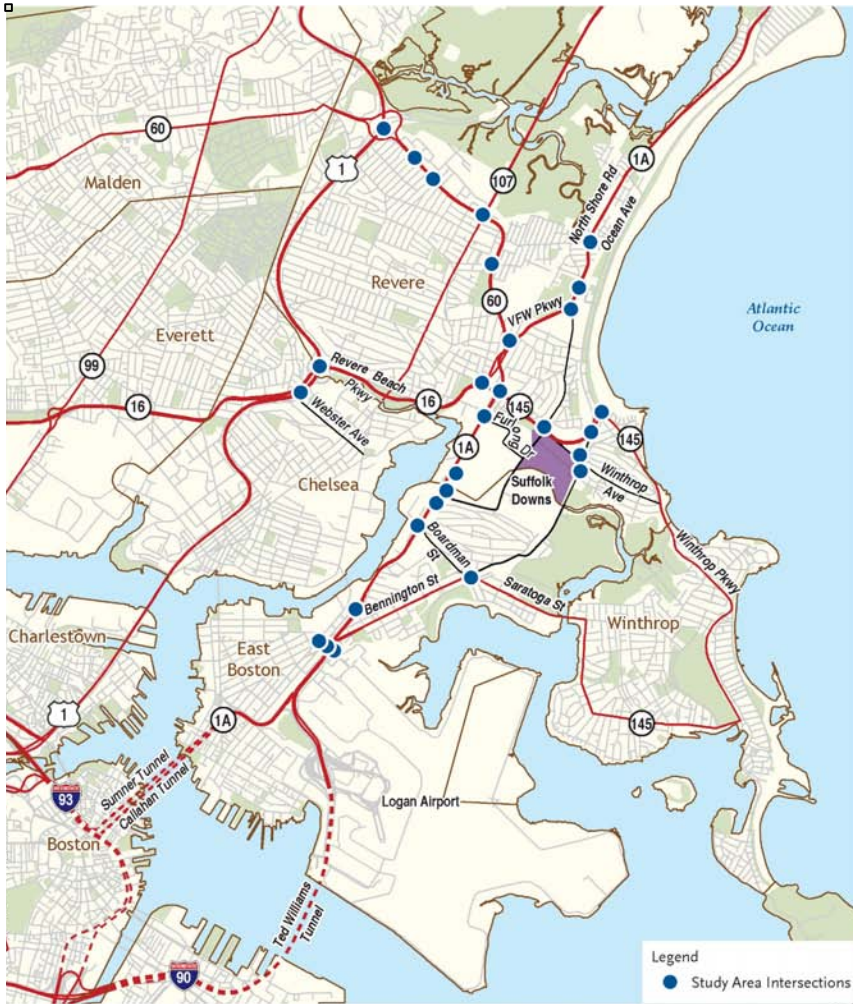 60
1
107
1A
North Shore Rd
Ocean Ave
Malden
Revere
Atlantic
Ocean
60
VFW Pkwy
Everett
99
Revere Beach
Pkwy
16
16
Webster Ave
145
Furlong
Dr
145
1A
Winthrop
Ave
Suffolk
Downs
Chelsea
Boardman
St
Winthrop Pkwy
Bennington St
Saratoga St
Winthrop
Charlestown
East
Boston
1
1A
145
Sumner Tunnel
Callahan Tunnel
93
Logan Airport
Boston
Ted Williams
Tunnel
90
Legend
Study Area Intersections